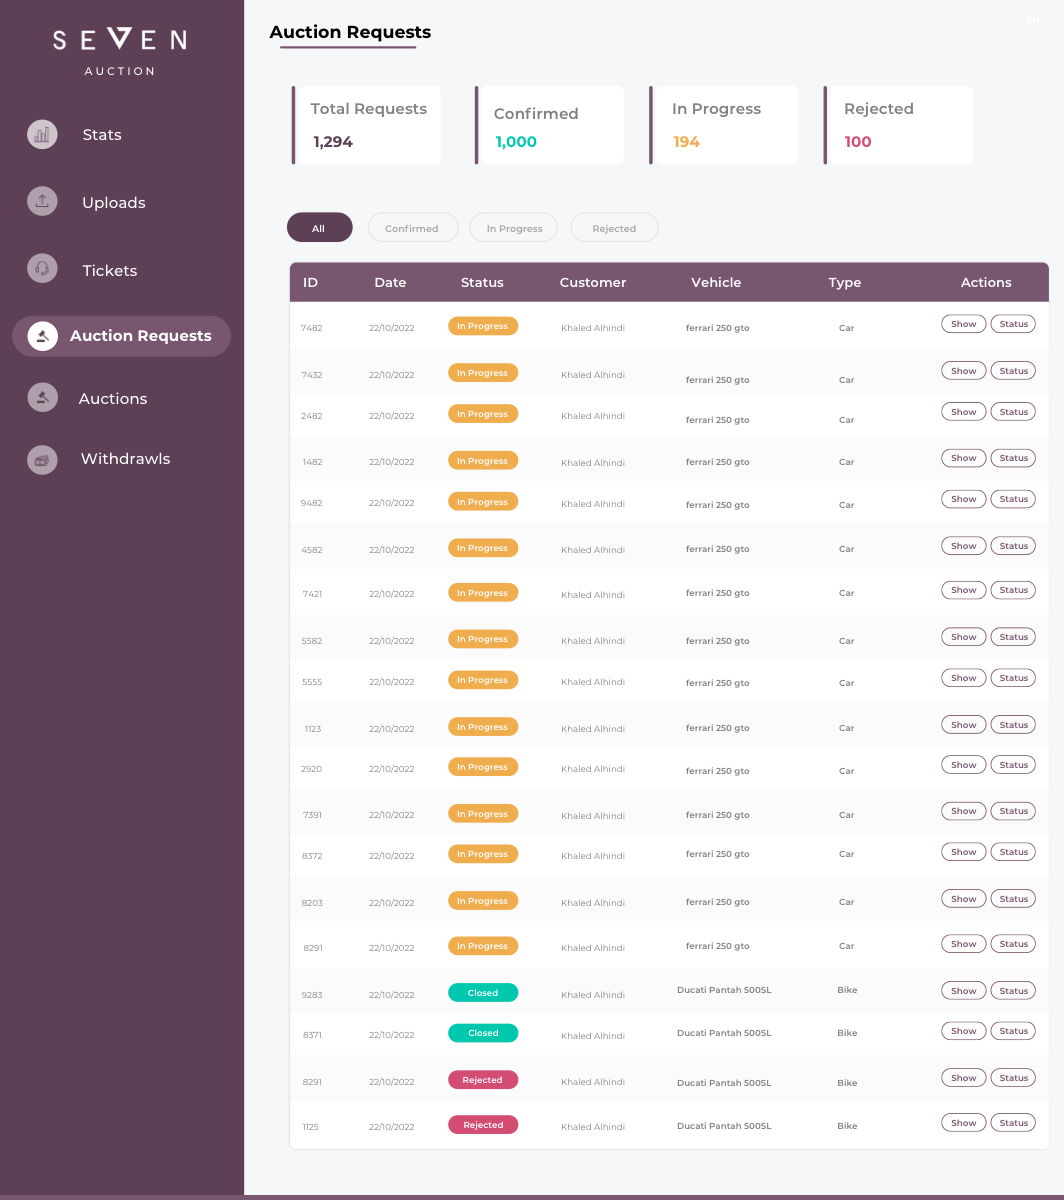 SEVEN
AUCTION
Stats
Uploads
Tickets
Auction Requests
Auctions
Withdrawls
EN
Auction Requests
Total Requests Confirmed In Progress Rejected
1,294 1,000 194 100
All Confirmed In Progress Rejected
ID Date Status Customer Vehicle Type Actions
7482 22/10/2022 In Progress Khaled Alhindi ferrari 250 gto Car Show Status
7432 22/10/2022 In Progress Khaled Alhindi ferrari 250 gto Car Show Status
2482 22/10/2022 In Progress Khaled Alhindi ferrari 250 gto Car Show Status
1482 22/10/2022 In Progress Khaled Alhindi ferrari 250 gto Car Show Status
9482 22/10/2022 In Progress Khaled Alhindi ferrari 250 gto Car Show Status
4582 22/10/2022 In Progress Khaled Alhindi ferrari 250 gto Car Show Status
7421 22/10/2022 In Progress Khaled Alhindi ferrari 250 gto Car Show Status
5582 22/10/2022 In Progress Khaled Alhindi ferrari 250 gto Car Show Status
5555 22/10/2022 In Progress Khaled Alhindi ferrari 250 gto Car Show Status
1123 22/10/2022 In Progress Khaled Alhindi ferrari 250 gto Car Show Status
2920 22/10/2022 In Progress Khaled Alhindi ferrari 250 gto Car Show Status
7391 22/10/2022 In Progress Khaled Alhindi ferrari 250 gto Car Show Status
8372 22/10/2022 In Progress Khaled Alhindi ferrari 250 gto Car Show Status
8203 22/10/2022 In Progress Khaled Alhindi ferrari 250 gto Car Show Status
8291 22/10/2022 In Progress Khaled Alhindi ferrari 250 gto Car Show Status
9283 22/10/2022 Closed Khaled Alhindi Ducati Pantah 500SL Bike Show Status
8371 22/10/2022 Closed Khaled Alhindi Ducati Pantah 500SL Bike Show Status
8291 22/10/2022 Rejected Khaled Alhindi Ducati Pantah 500SL Bike Show Status
1125 22/10/2022 Rejected Khaled Alhindi Ducati Pantah 500SL Bike Show Status